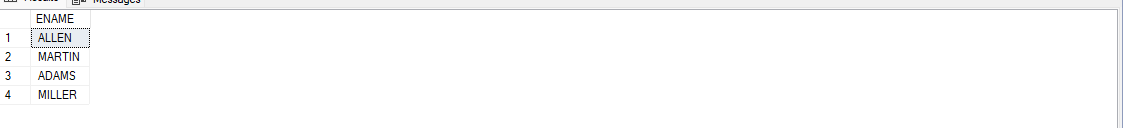 Results Messages
ENAME
1 ALLEN
2 MARTIN
3 ADAMS
4 MILLER